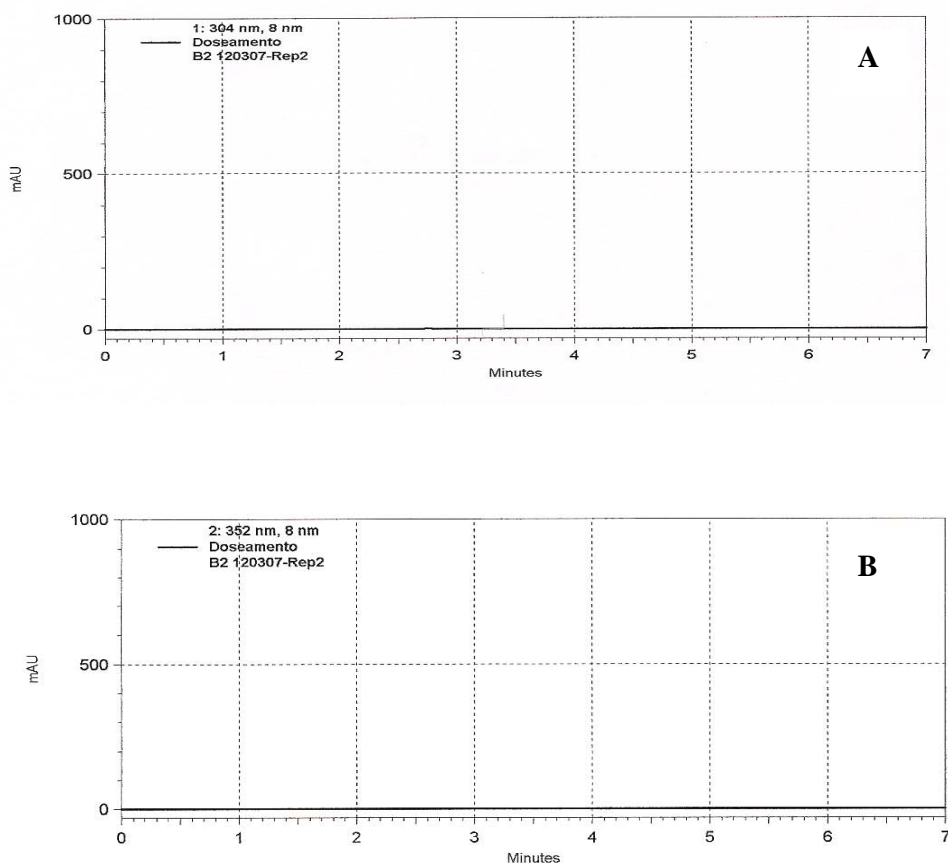 1000
1: 304 nm, 8 nm
Doseamento
B2 120307-Rep2
A
mAU
500
0
0 1 2 3 4 5 6 7
Minutes
1000
2: 352 nm, 8 nm
Doseamento
B2 120307-Rep2
B
mAU
500
0
0 1 2 3 4 5 6 7
Minutes